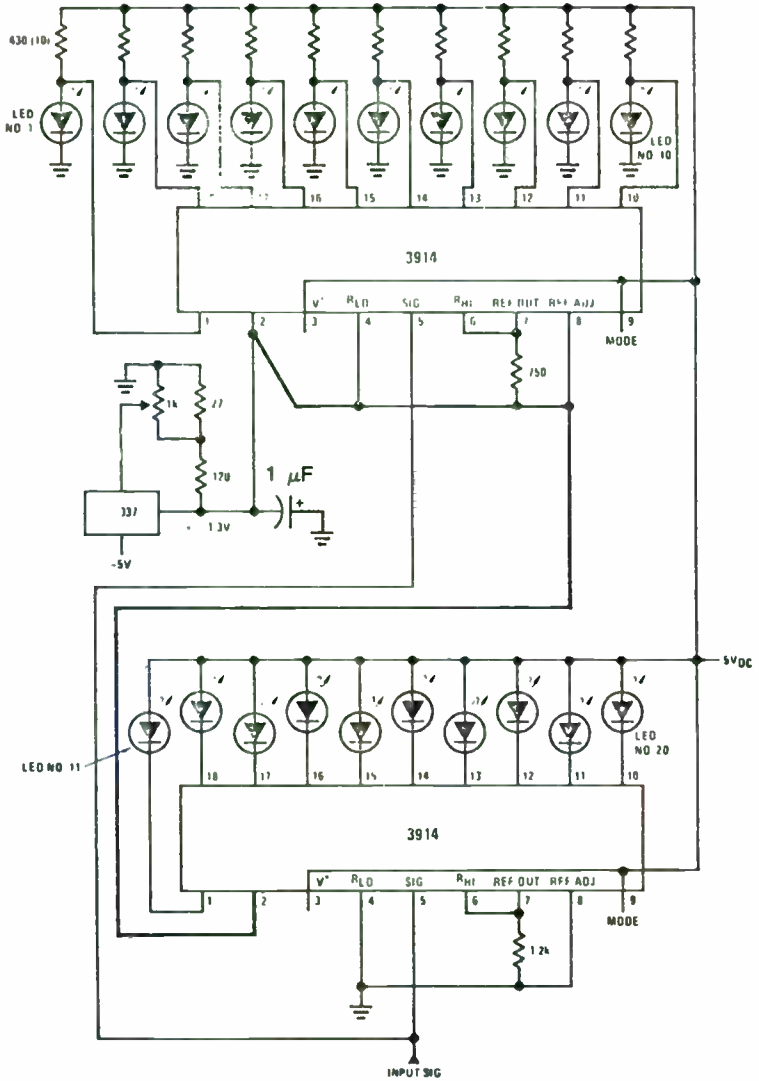 430 (10)
LED
NO 1
LED
NO 10
16 15 14 13 12 11 10
3914
V+ RLO SIG RHI REF OUT REF ADJ
1 2 3 4 5 6 7 8 9
MODE
750
1k
27
120
1 μF
+
337
1.3V
-5V
5VDC
LED NO 11
LED
NO 20
18 17 16 15 14 13 12 11 10
3914
V+ RLO SIG RHI REF OUT REF ADJ
1 2 3 4 5 6 7 8 9
MODE
1 2k
INPUT SIG